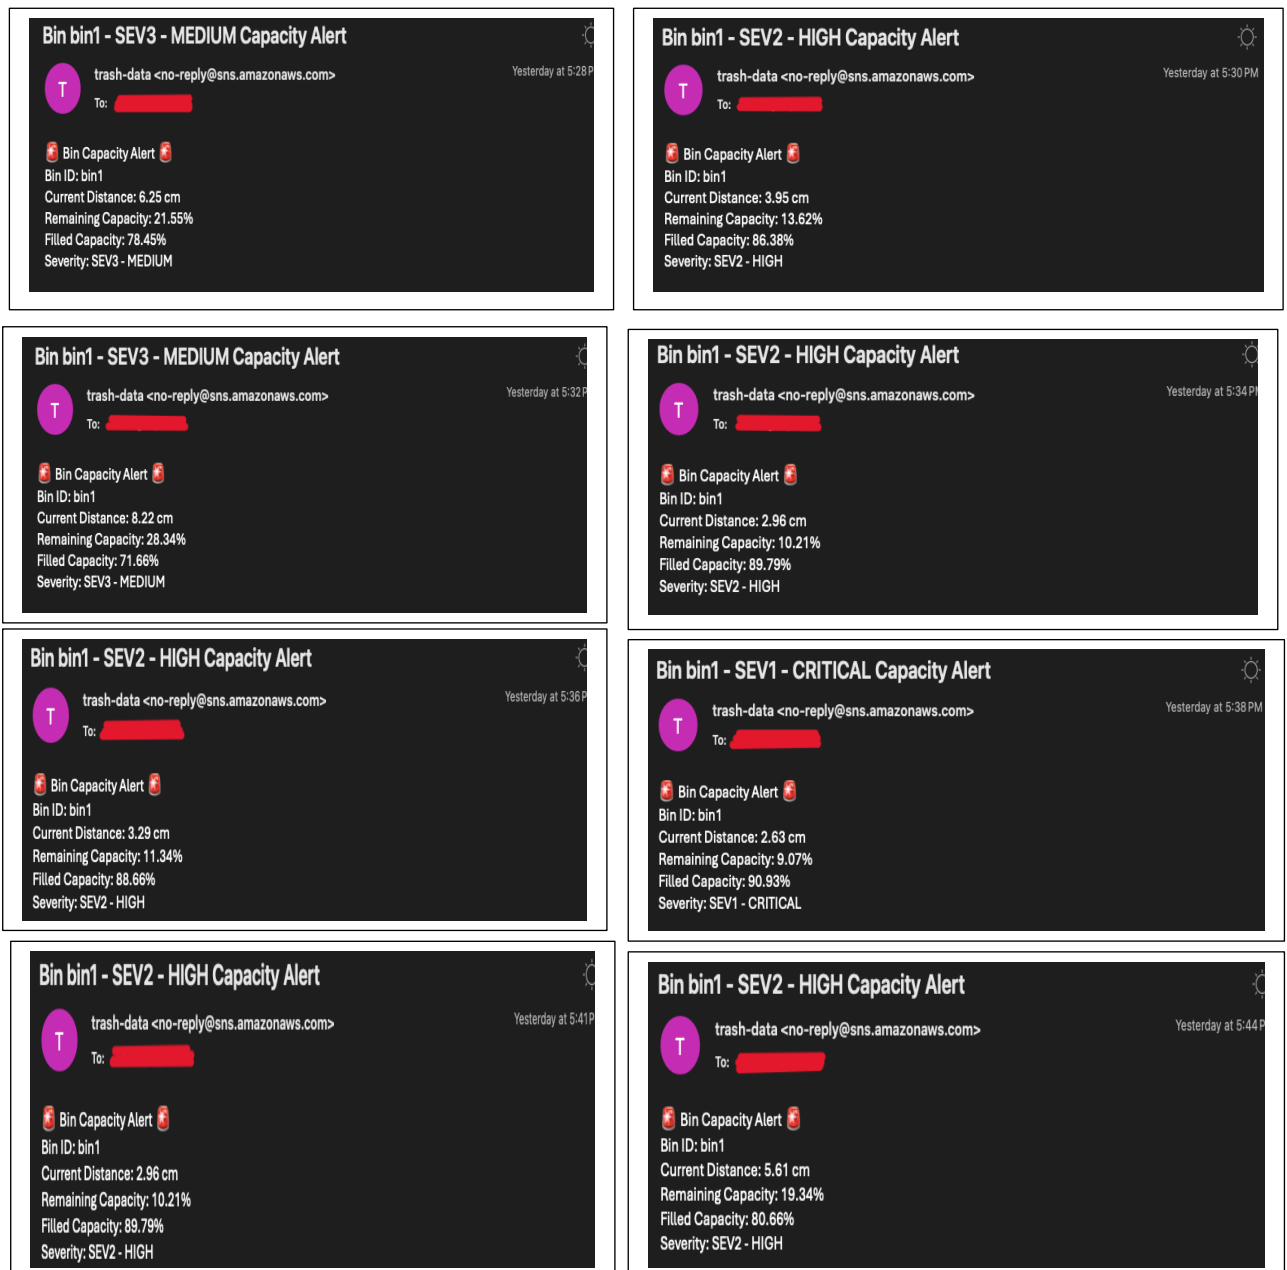 Bin bin1 - SEV3 - MEDIUM Capacity Alert
T
trash-data <no-reply@sns.amazonaws.com>
Yesterday at 5:28P
To:
🚨 Bin Capacity Alert 🚨
Bin ID: bin1
Current Distance: 6.25 cm
Remaining Capacity: 21.55%
Filled Capacity: 78.45%
Severity: SEV3 - MEDIUM
Bin bin1 - SEV2 - HIGH Capacity Alert
T
trash-data <no-reply@sns.amazonaws.com>
Yesterday at 5:30 PM
To:
🚨 Bin Capacity Alert 🚨
Bin ID: bin1
Current Distance: 3.95 cm
Remaining Capacity: 13.62%
Filled Capacity: 86.38%
Severity: SEV2 - HIGH
Bin bin1 - SEV3 - MEDIUM Capacity Alert
T
trash-data <no-reply@sns.amazonaws.com>
Yesterday at 5:32P
To:
🚨 Bin Capacity Alert 🚨
Bin ID: bin1
Current Distance: 8.22 cm
Remaining Capacity: 28.34%
Filled Capacity: 71.66%
Severity: SEV3 - MEDIUM
Bin bin1 - SEV2 - HIGH Capacity Alert
T
trash-data <no-reply@sns.amazonaws.com>
Yesterday at 5:34 PM
To:
🚨 Bin Capacity Alert 🚨
Bin ID: bin1
Current Distance: 2.96 cm
Remaining Capacity: 10.21%
Filled Capacity: 89.79%
Severity: SEV2 - HIGH
Bin bin1 - SEV2 - HIGH Capacity Alert
T
trash-data <no-reply@sns.amazonaws.com>
Yesterday at 5:36 P
To:
🚨 Bin Capacity Alert 🚨
Bin ID: bin1
Current Distance: 3.29 cm
Remaining Capacity: 11.34%
Filled Capacity: 88.66%
Severity: SEV2 - HIGH
Bin bin1 - SEV1 - CRITICAL Capacity Alert
T
trash-data <no-reply@sns.amazonaws.com>
Yesterday at 5:38 PM
To:
🚨 Bin Capacity Alert 🚨
Bin ID: bin1
Current Distance: 2.63 cm
Remaining Capacity: 9.07%
Filled Capacity: 90.93%
Severity: SEV1 - CRITICAL
Bin bin1 - SEV2 - HIGH Capacity Alert
T
trash-data <no-reply@sns.amazonaws.com>
Yesterday at 5:41P
To:
🚨 Bin Capacity Alert 🚨
Bin ID: bin1
Current Distance: 2.96 cm
Remaining Capacity: 10.21%
Filled Capacity: 89.79%
Severity: SEV2 - HIGH
Bin bin1 - SEV2 - HIGH Capacity Alert
T
trash-data <no-reply@sns.amazonaws.com>
Yesterday at 5:44 P
To:
🚨 Bin Capacity Alert 🚨
Bin ID: bin1
Current Distance: 5.61 cm
Remaining Capacity: 19.34%
Filled Capacity: 80.66%
Severity: SEV2 - HIGH